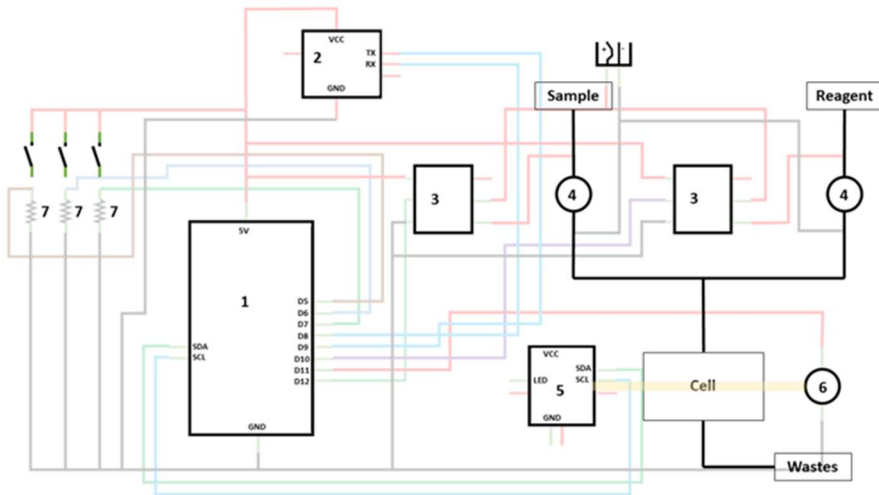 VCC
2
TX
RX
GND
Sample
Reagent
3
4
3
4
7
7
7
5V
1
D5
D6
D7
D8
D9
D10
D11
D12
SDA
SCL
GND
VCC
LED
5
SDA
SCL
GND
Cell
6
Wastes